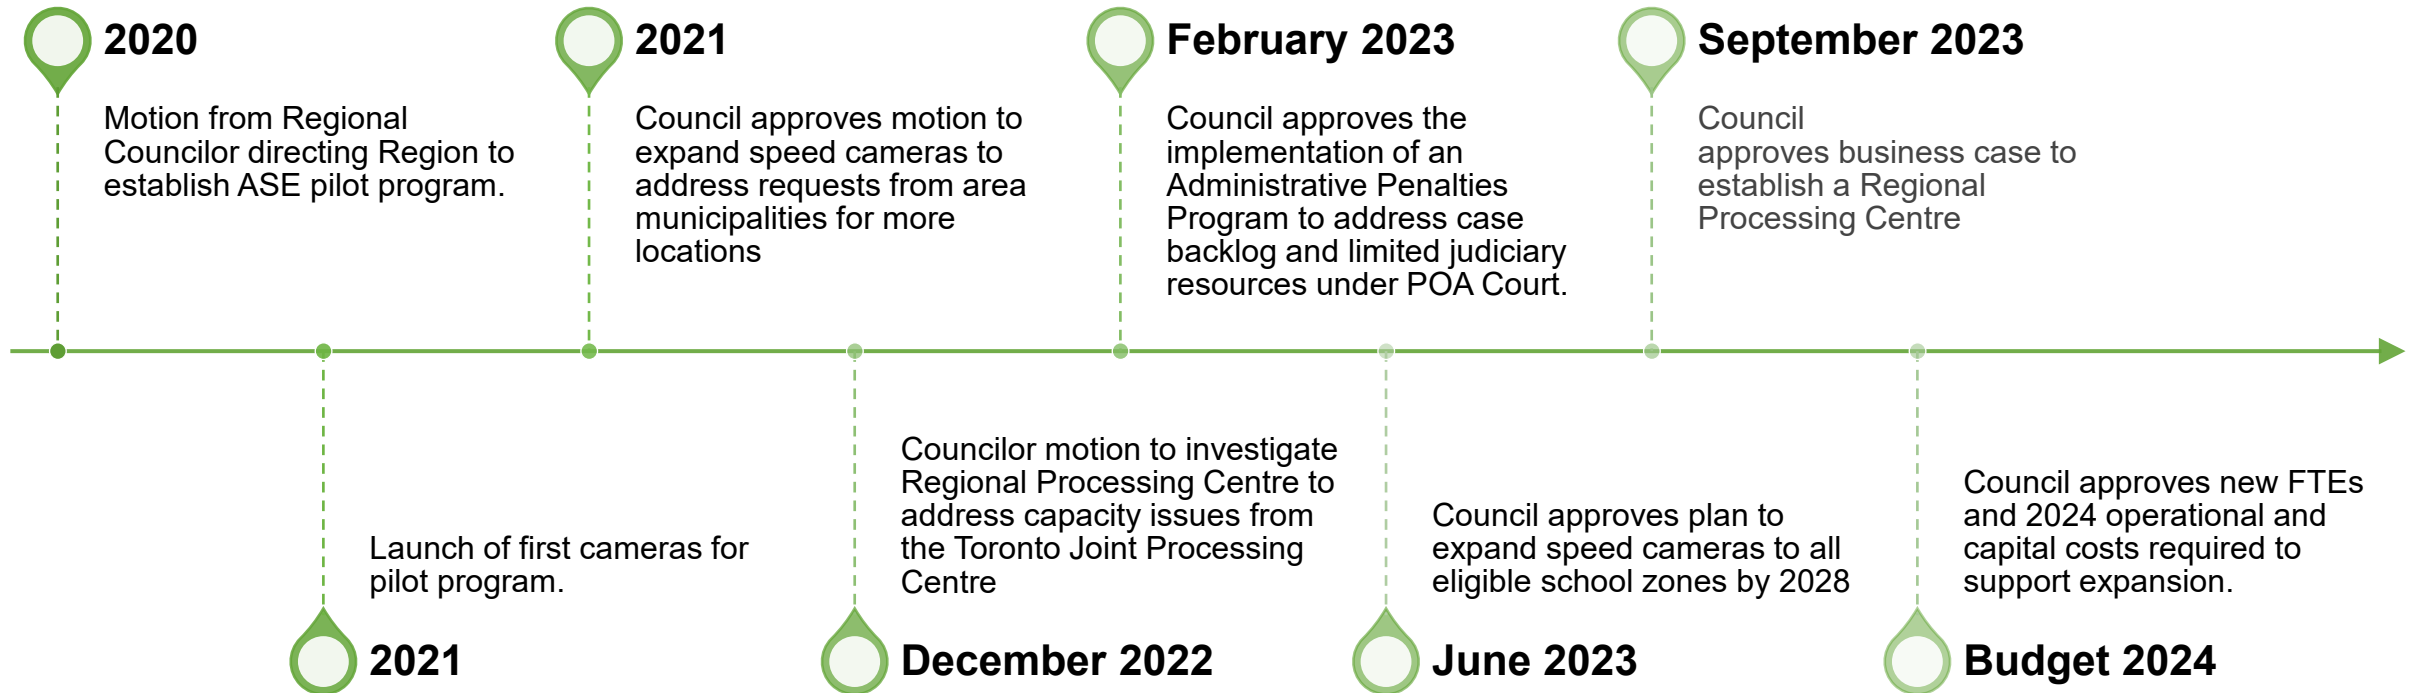 2020
Motion from Regional
Councilor directing Region to
establish ASE pilot program.
2021
Council approves motion to
expand speed cameras to
address requests from area
municipalities for more
locations
February 2023
Council approves the
implementation of an
Administrative Penalties
Program to address case
backlog and limited judiciary
resources under POA Court.
September 2023
Council
approves business case to
establish a Regional
Processing Centre
Launch of first cameras for
pilot program.
2021
Councilor motion to investigate
Regional Processing Centre to
address capacity issues from
the Toronto Joint Processing
Centre
December 2022
Council approves plan to
expand speed cameras to all
eligible school zones by 2028
June 2023
Council approves new FTEs
and 2024 operational and
capital costs required to
support expansion.
Budget 2024